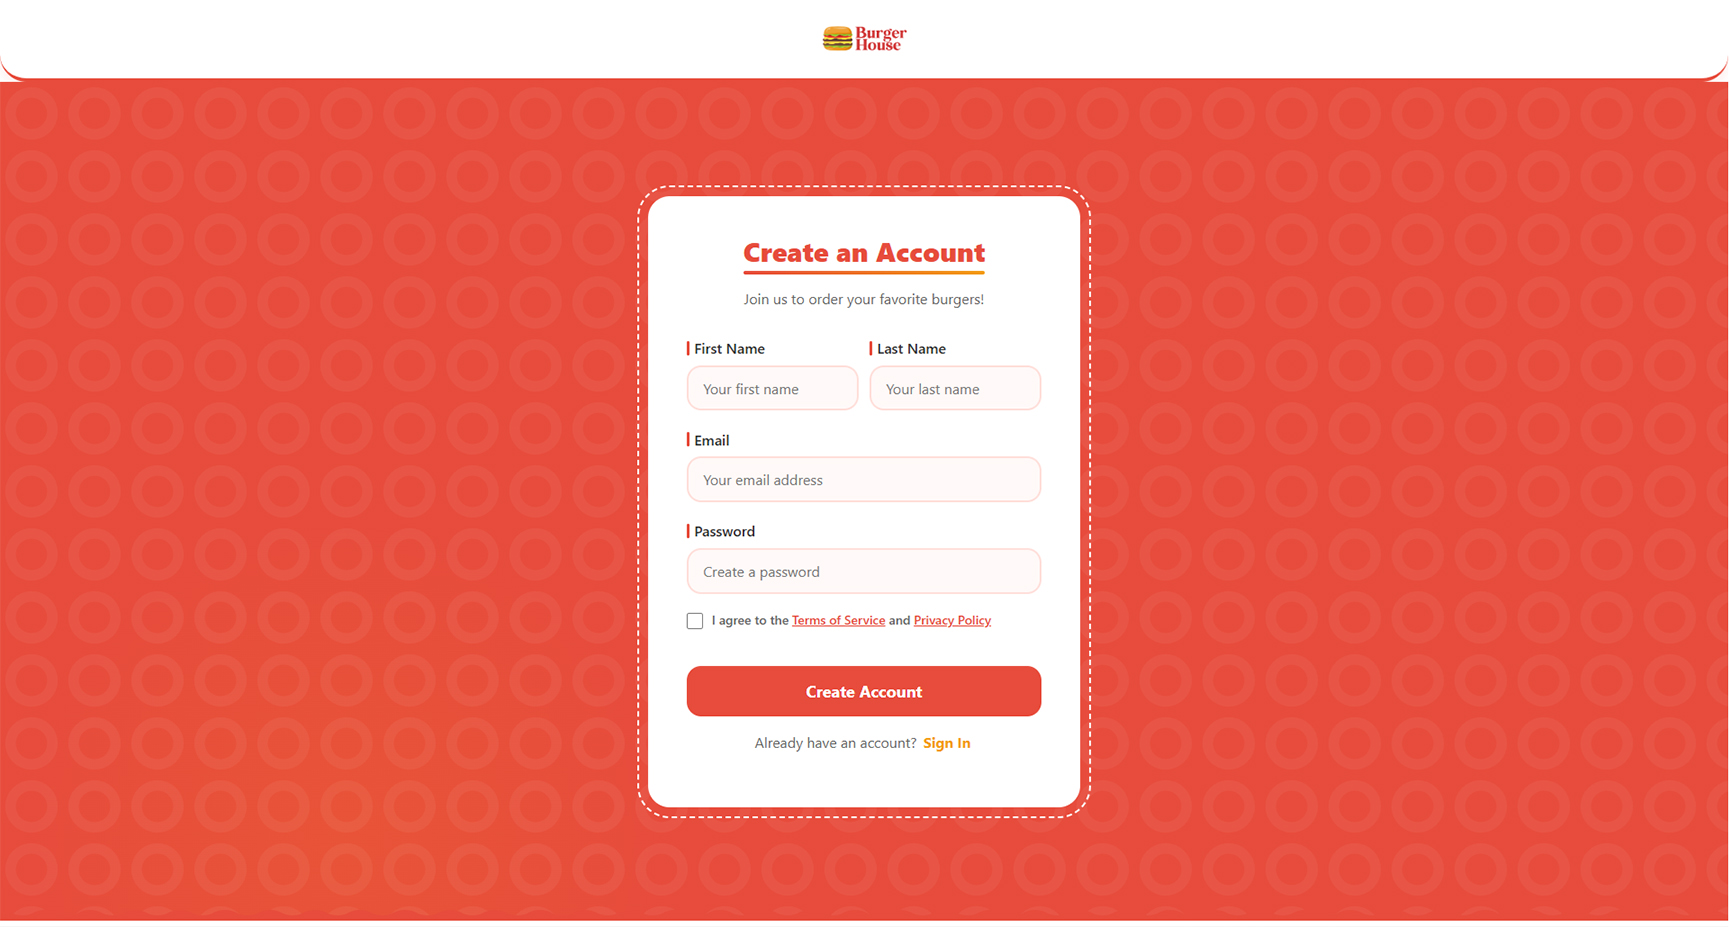 Burger
House
Create an Account
Join us to order your favorite burgers!
First Name
Last Name
Your first name
Your last name
Email
Your email address
Password
Create a password
I agree to the Terms of Service and Privacy Policy
Create Account
Already have an account? Sign In